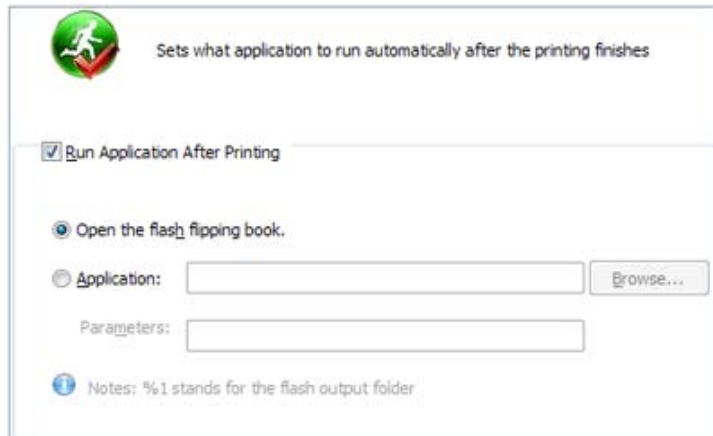 Sets what application to run automatically after the printing finishes
Run Application After Printing
Open the flash flipping book.
Application:
Browse...
Parameters:
Notes: %1 stands for the flash output folder